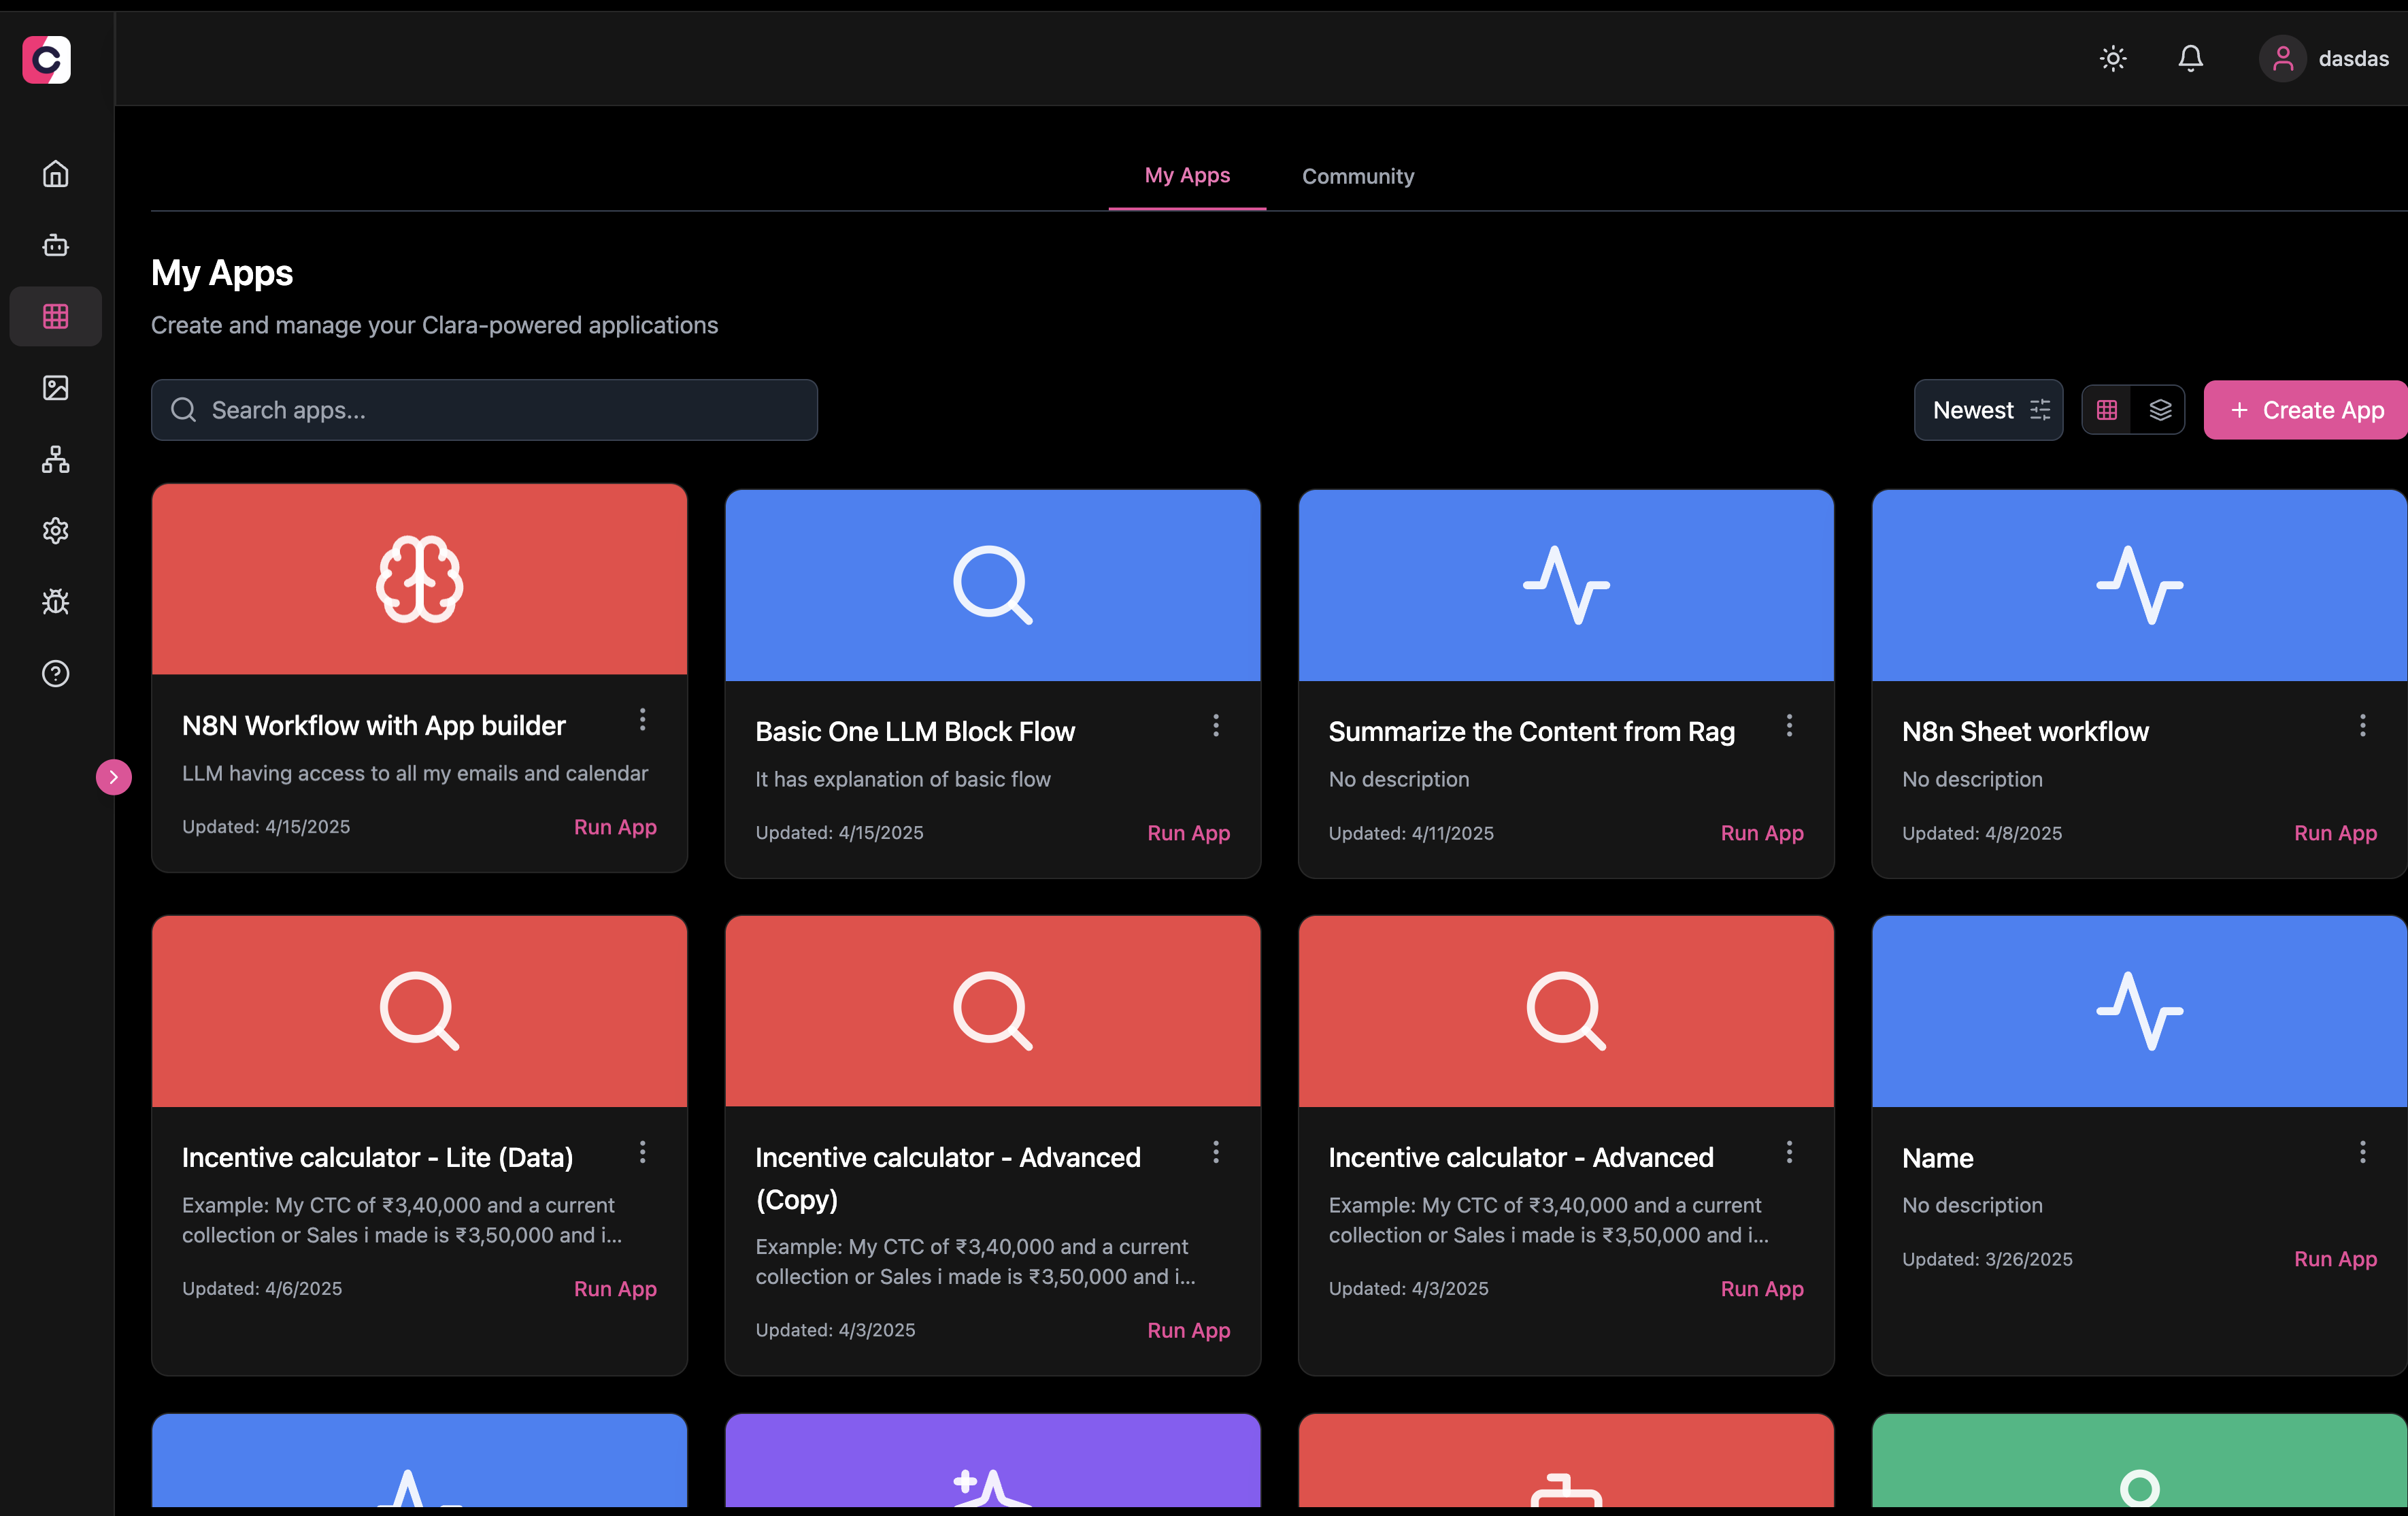 C
dasdas
My Apps
Community
My Apps
Create and manage your Clara-powered applications
Search apps...
Newest
+ Create App
N8N Workflow with App builder
LLM having access to all my emails and calendar
Updated: 4/15/2025
Run App
Basic One LLM Block Flow
It has explanation of basic flow
Updated: 4/15/2025
Run App
Summarize the Content from Rag
No description
Updated: 4/11/2025
Run App
N8n Sheet workflow
No description
Updated: 4/8/2025
Run App
Incentive calculator - Lite (Data)
Example: My CTC of ₹3,40,000 and a current
collection or Sales i made is ₹3,50,000 and i...
Updated: 4/6/2025
Run App
Incentive calculator - Advanced
(Copy)
Example: My CTC of ₹3,40,000 and a current
collection or Sales i made is ₹3,50,000 and i...
Updated: 4/3/2025
Run App
Incentive calculator - Advanced
Example: My CTC of ₹3,40,000 and a current
collection or Sales i made is ₹3,50,000 and i...
Updated: 4/3/2025
Run App
Name
No description
Updated: 3/26/2025
Run App